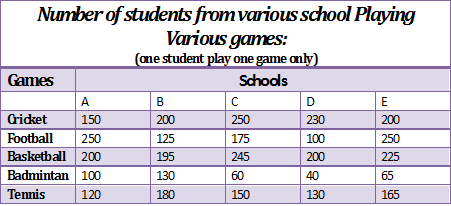 Number of students from various school Playing
Various games:
(one student play one game only)
Games Schools
A B C D E
Cricket 150 200 250 230 200
Football 250 125 175 100 250
Basketball 200 195 245 200 225
Badmintan 100 130 60 40 65
Tennis 120 180 150 130 165